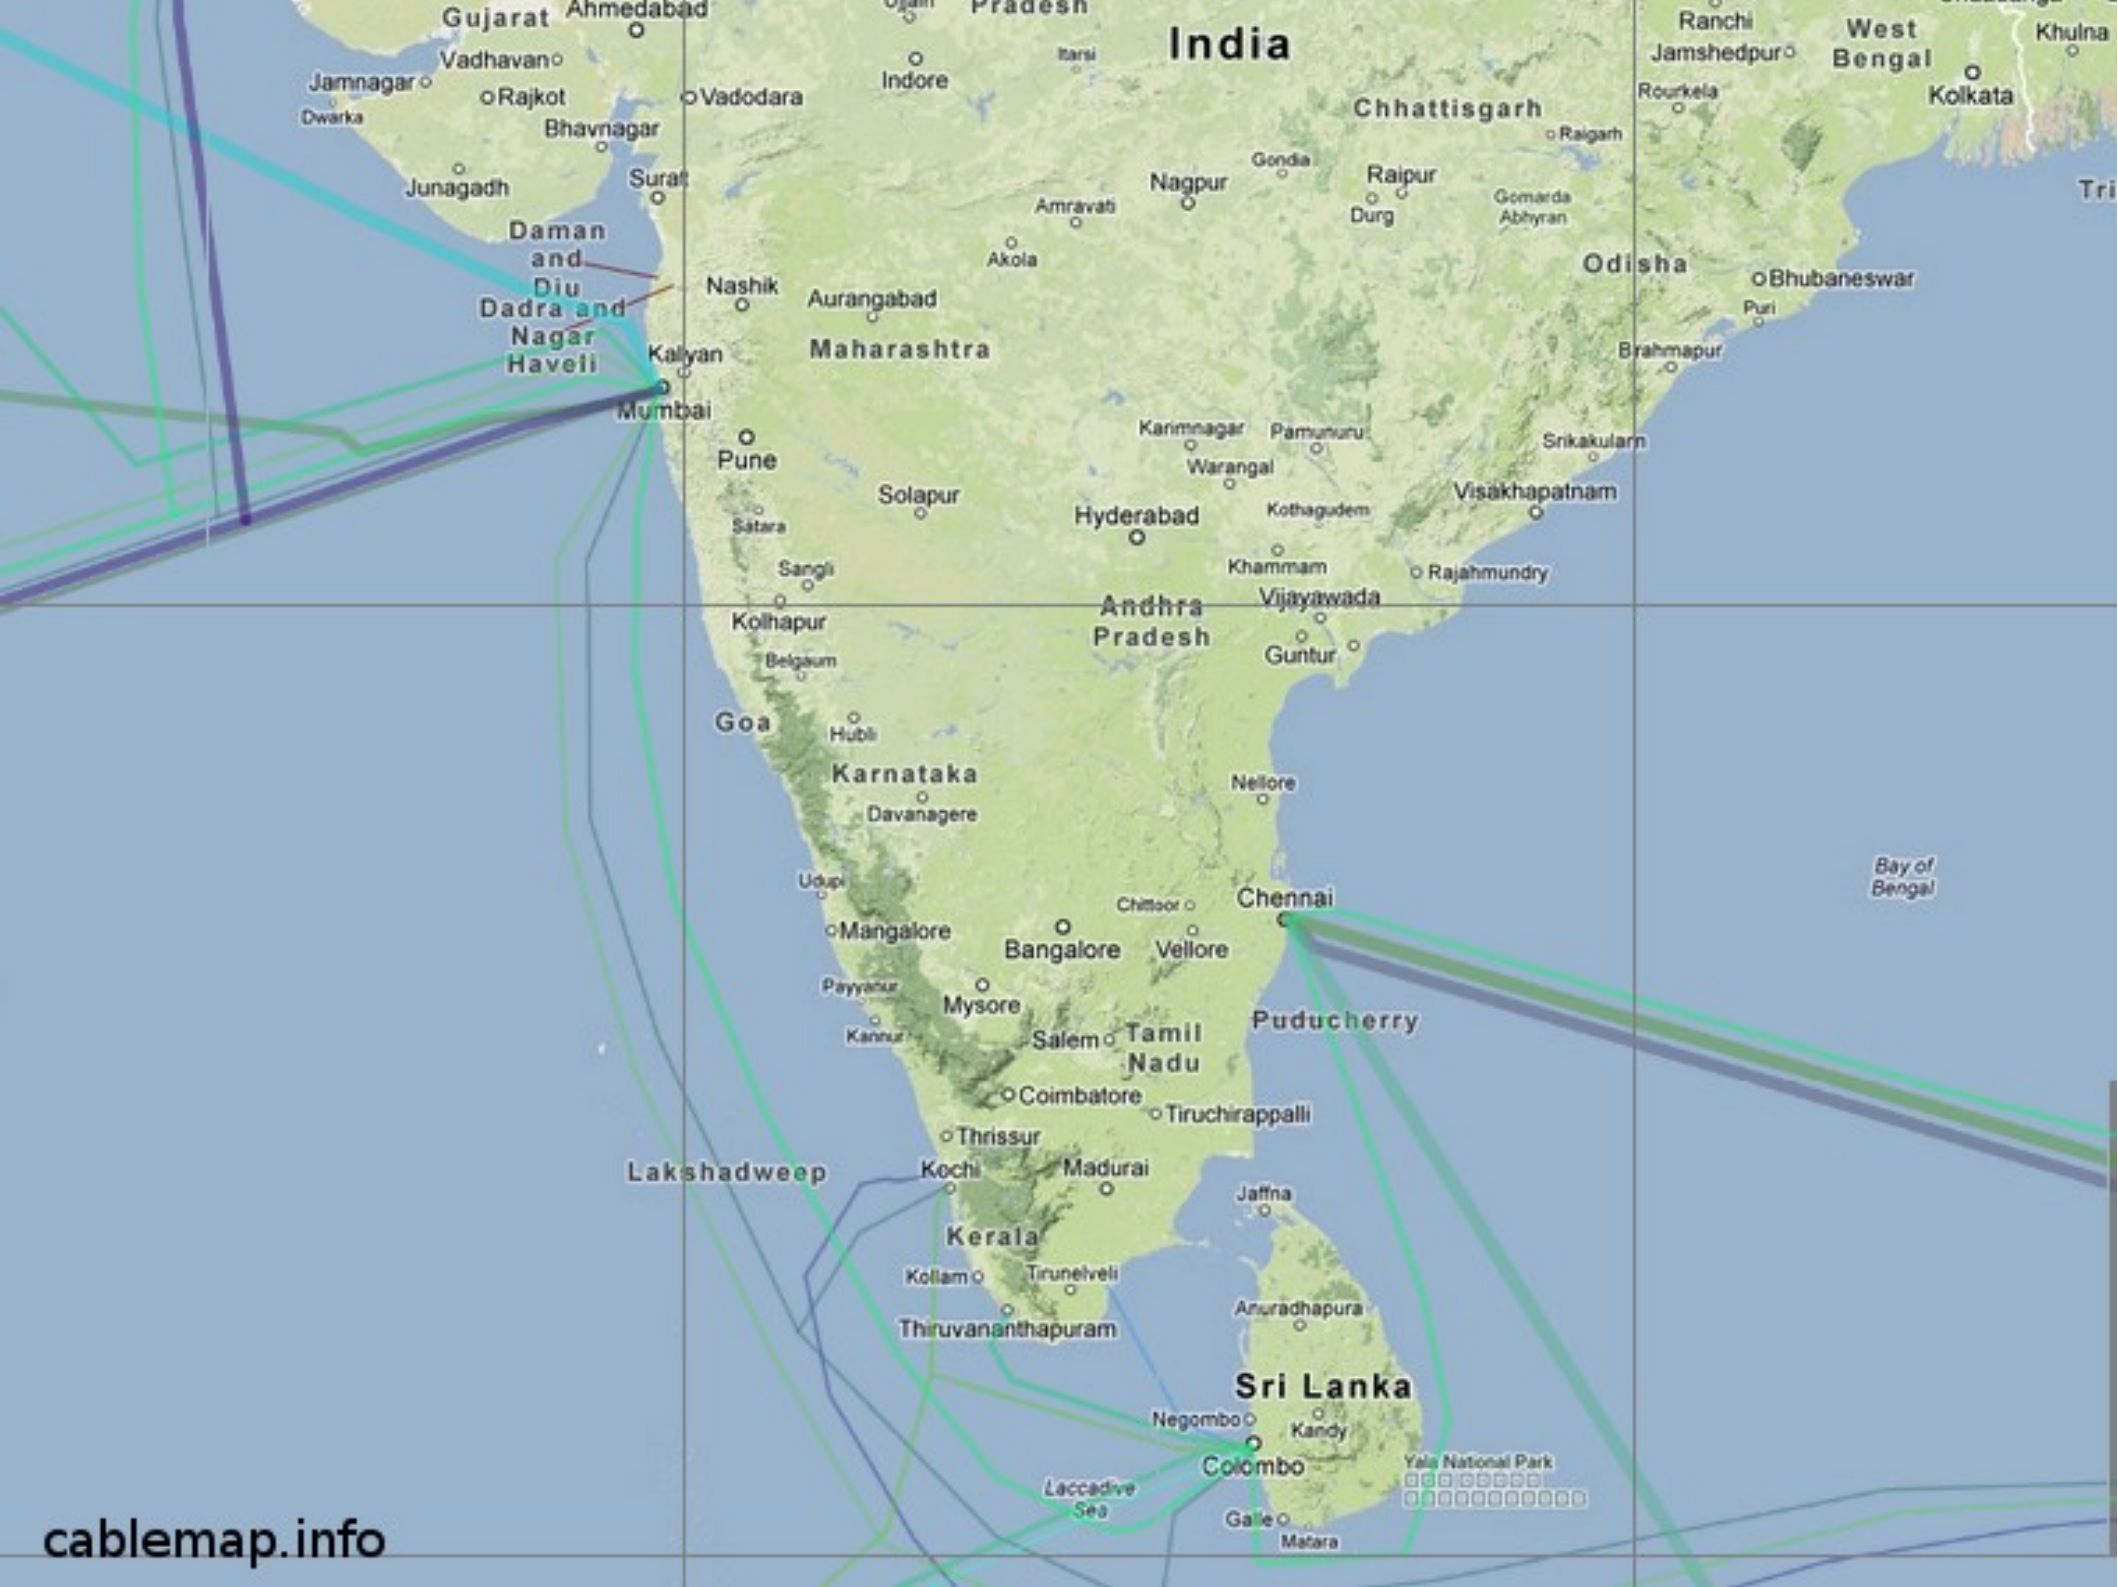 Gujarat
Ahmedabad
Pradesh
India
Ranchi
West
Bengal
Khulna
Vadhavan
Itarsi
Jamshedpur
Jamnagar
Rajkot
Vadodara
Indore
Rourkela
Kolkata
Dwarka
Bhavnagar
Chhattisgarh
Raigarh
Junagadh
Surat
Nagpur
Gondia
Raipur
Gomarda
Abhyran
Amravati
Durg
Daman
and
Diu
Akola
Odisha
Nashik
Aurangabad
Bhubaneswar
Dadra and
Nagar
Haveli
Puri
Kalyan
Maharashtra
Brahmapur
Mumbai
Karimnagar
Pamunuru
Srikakulam
Pune
Warangal
Solapur
Visakhapatnam
Satara
Hyderabad
Kothagudem
Sangli
Khammam
Rajahmundry
Kolhapur
Andhra
Pradesh
Vijayawada
Belgaum
Guntur
Goa
Hubli
Karnataka
Nellore
Davanagere
Bay of
Bengal
Udupi
Chittoor
Chennai
Mangalore
Bangalore
Vellore
Payyanur
Mysore
Puducherry
Kannur
Salem
Tamil
Nadu
Coimbatore
Tiruchirappalli
Thrissur
Lakshadweep
Kochi
Madurai
Jaffna
Kerala
Kollam
Tirunelveli
Anuradhapura
Thiruvananthapuram
Sri Lanka
Negombo
Kandy
Colombo
Yala National Park
Laccadive
Sea
Galle
Matara
cablemap.info